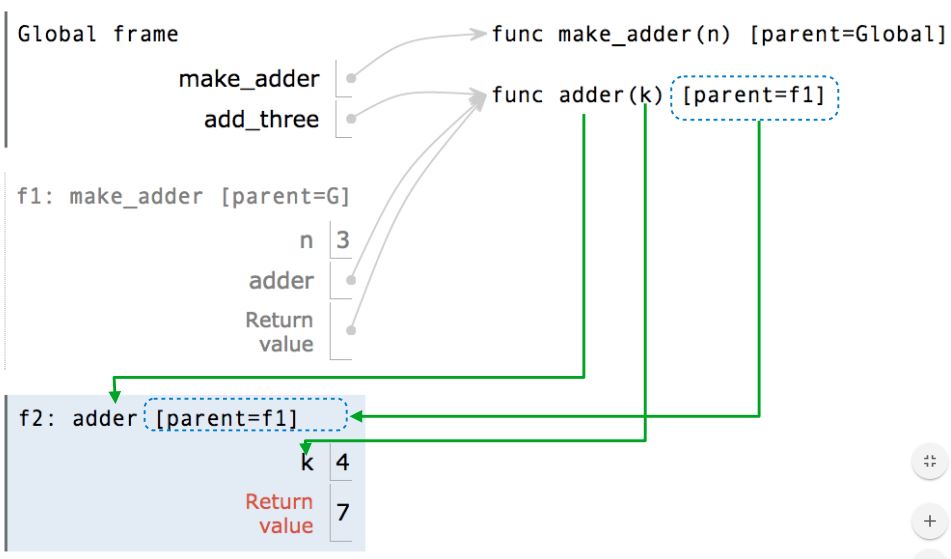 Global frame
func make_adder(n) [parent=Global]
make_adder
func adder(k) [parent=f1]
add_three
f1: make_adder [parent=G]
n 3
adder
Return
value
f2: adder [parent=f1]
k 4
Return
value 7